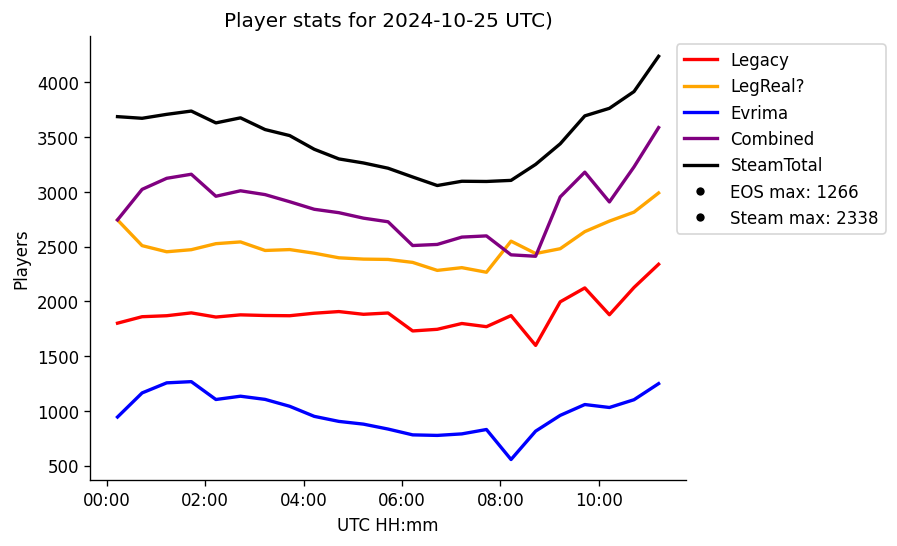 Player stats for 2024-10-25 UTC)
Players
4000
3500
3000
2500
2000
1500
1000
500
00:00 02:00 04:00 06:00 08:00 10:00
UTC HH:mm
Legacy
LegReal?
Evrima
Combined
SteamTotal
EOS max: 1266
Steam max: 2338